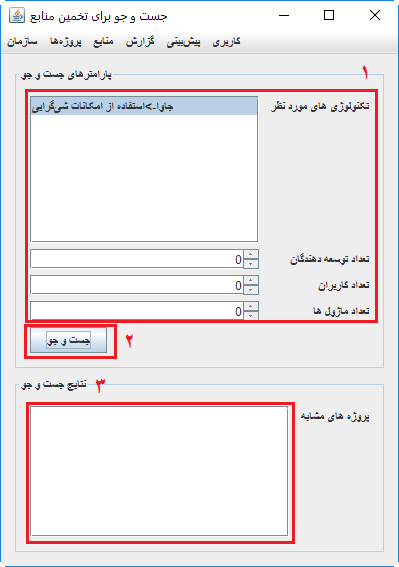 جست و جو برای تخمین منابع
کاربری پیش‌بینی گزارش منابع پروژه‌ها سازمان
۱
پارامترهای جست و جو
تکنولوژی های مورد نظر
جاوا->استفاده از امکانات شی‌گرایی
تعداد توسعه دهندگان 0
تعداد کاربران 0
تعداد ماژول ها 0
جست و جو ۲
نتایج جست و جو ۳
پروژه های مشابه